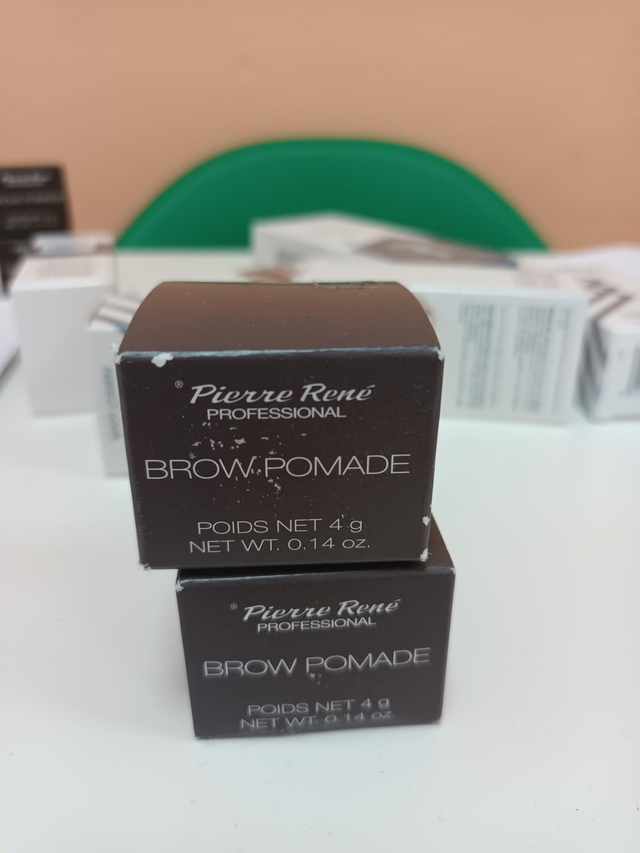 ® Pierre René
PROFESSIONAL
BROW POMADE
POIDS NET 4 g
NET WT. 0.14 oz.
® Pierre René
PROFESSIONAL
BROW POMADE
POIDS NET 4 g
NET WT. 0.14 oz.